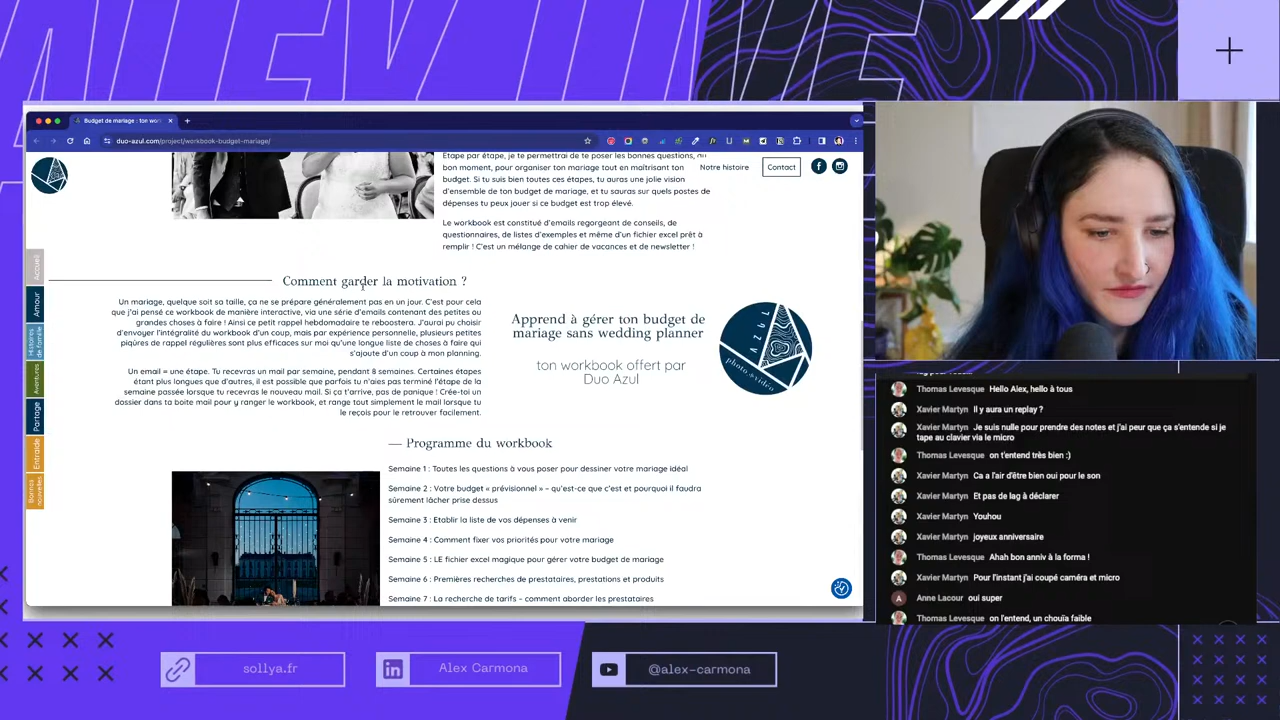 ALEX LIVE
Budget de mariage : ton wor
duo-azul.com/project/workbook-budget-mariage/
Notre histoire
Contact
Étape par étape, je te permettrai de te poser les bonnes questions, au
bon moment, pour organiser ton mariage tout en maîtrisant ton
budget. Si tu suis bien toutes ces étapes, tu auras une jolie vision
d'ensemble de ton budget de mariage, et tu sauras sur quels postes de
dépenses tu peux jouer si ce budget est trop élevé.
Le workbook est constitué d'emails regorgeant de conseils, de
questionnaires, de listes d'exemples et même d'un fichier excel prêt à
remplir ! C'est un mélange de cahier de vacances et de newsletter !
Accueil
Amour
Histoires
de famille
Aventures
Partage
Entraide
Bonnes
nouvelles
Comment garder la motivation ?
Un mariage, quelque soit sa taille, ça ne se prépare généralement pas en un jour. C'est pour cela
que j'ai pensé ce workbook de manière interactive, via une série d'emails contenant des petites ou
grandes choses à faire ! Ainsi ce petit rappel hebdomadaire te reboostera. J'aurai pu choisir
d'envoyer l'intégralité du workbook d'un coup, mais par expérience personnelle, plusieurs petites
piqûres de rappel régulières sont plus efficaces sur moi qu'une longue liste de choses à faire qui
s'ajoute d'un coup à mon planning.
Un email = une étape. Tu recevras un mail par semaine, pendant 8 semaines. Certaines étapes
étant plus longues que d'autres, il est possible que parfois tu n'aies pas terminé l'étape de la
semaine passée lorsque tu recevras le nouveau mail. Si ça t'arrive, pas de panique ! Crée-toi un
dossier dans ta boite mail pour y ranger le workbook, et range tout simplement le mail lorsque tu
le reçois pour le retrouver facilement.
Apprend à gérer ton budget de
mariage sans wedding planner
ton workbook offert par
Duo Azul
AZUL
photo & video
Programme du workbook
Semaine 1 : Toutes les questions à vous poser pour dessiner votre mariage idéal
Semaine 2 : Votre budget « prévisionnel » – qu'est-ce que c'est et pourquoi il faudra
sûrement lâcher prise dessus
Semaine 3 : Etablir la liste de vos dépenses à venir
Semaine 4 : Comment fixer vos priorités pour votre mariage
Semaine 5 : LE fichier excel magique pour gérer votre budget de mariage
Semaine 6 : Premières recherches de prestataires, prestations et produits
Semaine 7 : La recherche de tarifs – comment aborder les prestataires
Thomas Levesque Hello Alex, hello à tous
Xavier Martyn Il y aura un replay ?
Xavier Martyn Je suis nulle pour prendre des notes et j'ai peur que ça s'entende si je
tape au clavier via le micro
Thomas Levesque on t'entend très bien :)
Xavier Martyn Ca a l'air d'être bien oui pour le son
Xavier Martyn Et pas de lag à déclarer
Xavier Martyn Youhou
Xavier Martyn joyeux anniversaire
Thomas Levesque Ahah bon anniv à la forma !
Xavier Martyn Pour l'instant j'ai coupé caméra et micro
A Anne Lacour oui super
Thomas Levesque on l'entend, un chouïa faible
sollya.fr
in
Alex Carmona
@alex-carmona